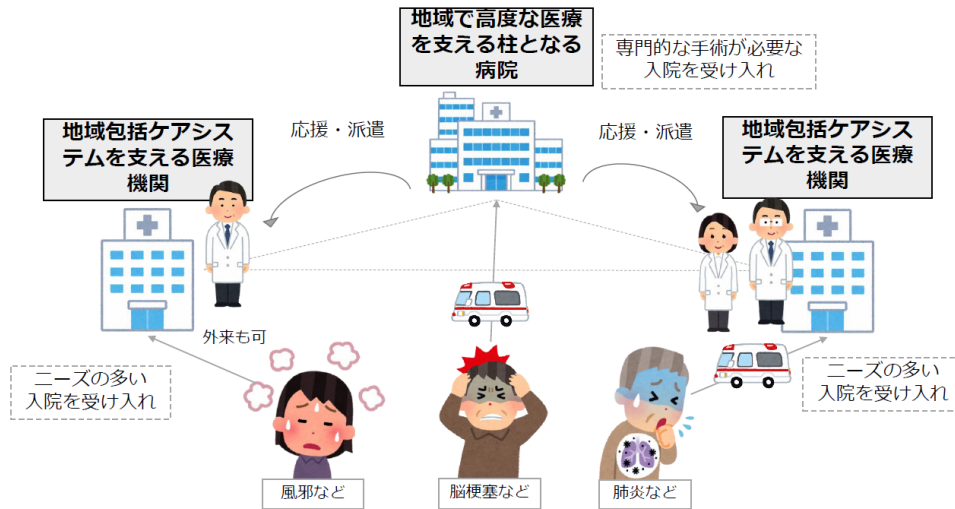 地域で高度な医療
を支える柱となる
病院
専門的な手術が必要な
入院を受け入れ
応援・派遣
応援・派遣
地域包括ケアシス
テムを支える医療
機関
地域包括ケアシス
テムを支える医療
機関
外来も可
ニーズの多い
入院を受け入れ
ニーズの多い
入院を受け入れ
風邪など
脳梗塞など
肺炎など